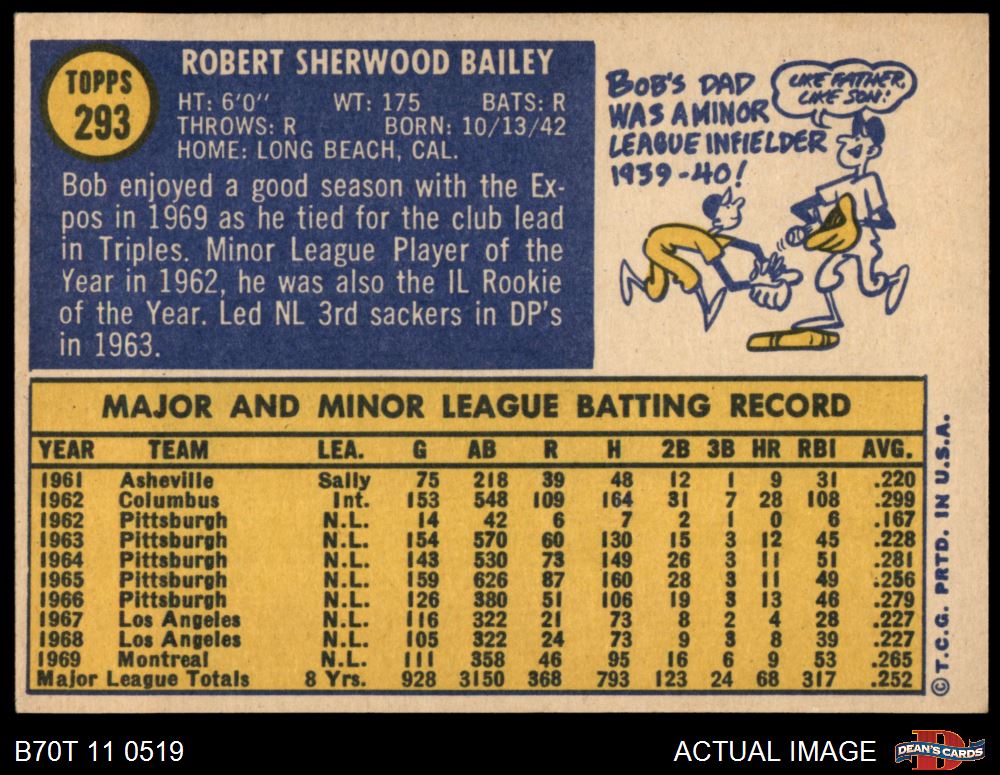 TOPPS
293
ROBERT SHERWOOD BAILEY
HT: 6'0" WT: 175 BATS: R
THROWS: R BORN: 10/13/42
HOME: LONG BEACH, CAL.
Bob enjoyed a good season with the Ex-
pos in 1969 as he tied for the club lead
in Triples. Minor League Player of the
Year in 1962, he was also the IL Rookie
of the Year. Led NL 3rd sackers in DP's
in 1963.
BOB'S DAD
WAS A MINOR
LEAGUE INFIELDER
1939-40!
LIKE FATHER,
LIKE SON!
MAJOR AND MINOR LEAGUE BATTING RECORD
YEAR TEAM LEA. G AB R H 2B 3B HR RBI AVG.
1961 Asheville Sally 75 218 39 48 12 1 9 31 .220
1962 Columbus Int. 153 548 109 164 31 7 28 108 .299
1962 Pittsburgh N.L. 14 42 6 7 2 1 0 6 .167
1963 Pittsburgh N.L. 154 570 60 130 15 3 12 45 .228
1964 Pittsburgh N.L. 143 530 73 149 26 3 11 51 .281
1965 Pittsburgh N.L. 159 626 87 160 28 3 11 49 .256
1966 Pittsburgh N.L. 126 380 51 106 19 3 13 46 .279
1967 Los Angeles N.L. 116 322 21 73 8 2 4 28 .227
1968 Los Angeles N.L. 105 322 24 73 9 3 8 39 .227
1969 Montreal N.L. 111 358 46 95 16 6 9 53 .265
Major League Totals 8 Yrs. 928 3150 368 793 123 24 68 317 .252
© T.C.G. PRTD. IN U.S.A.
B70T 11 0519
ACTUAL IMAGE
DEAN'S CARDS